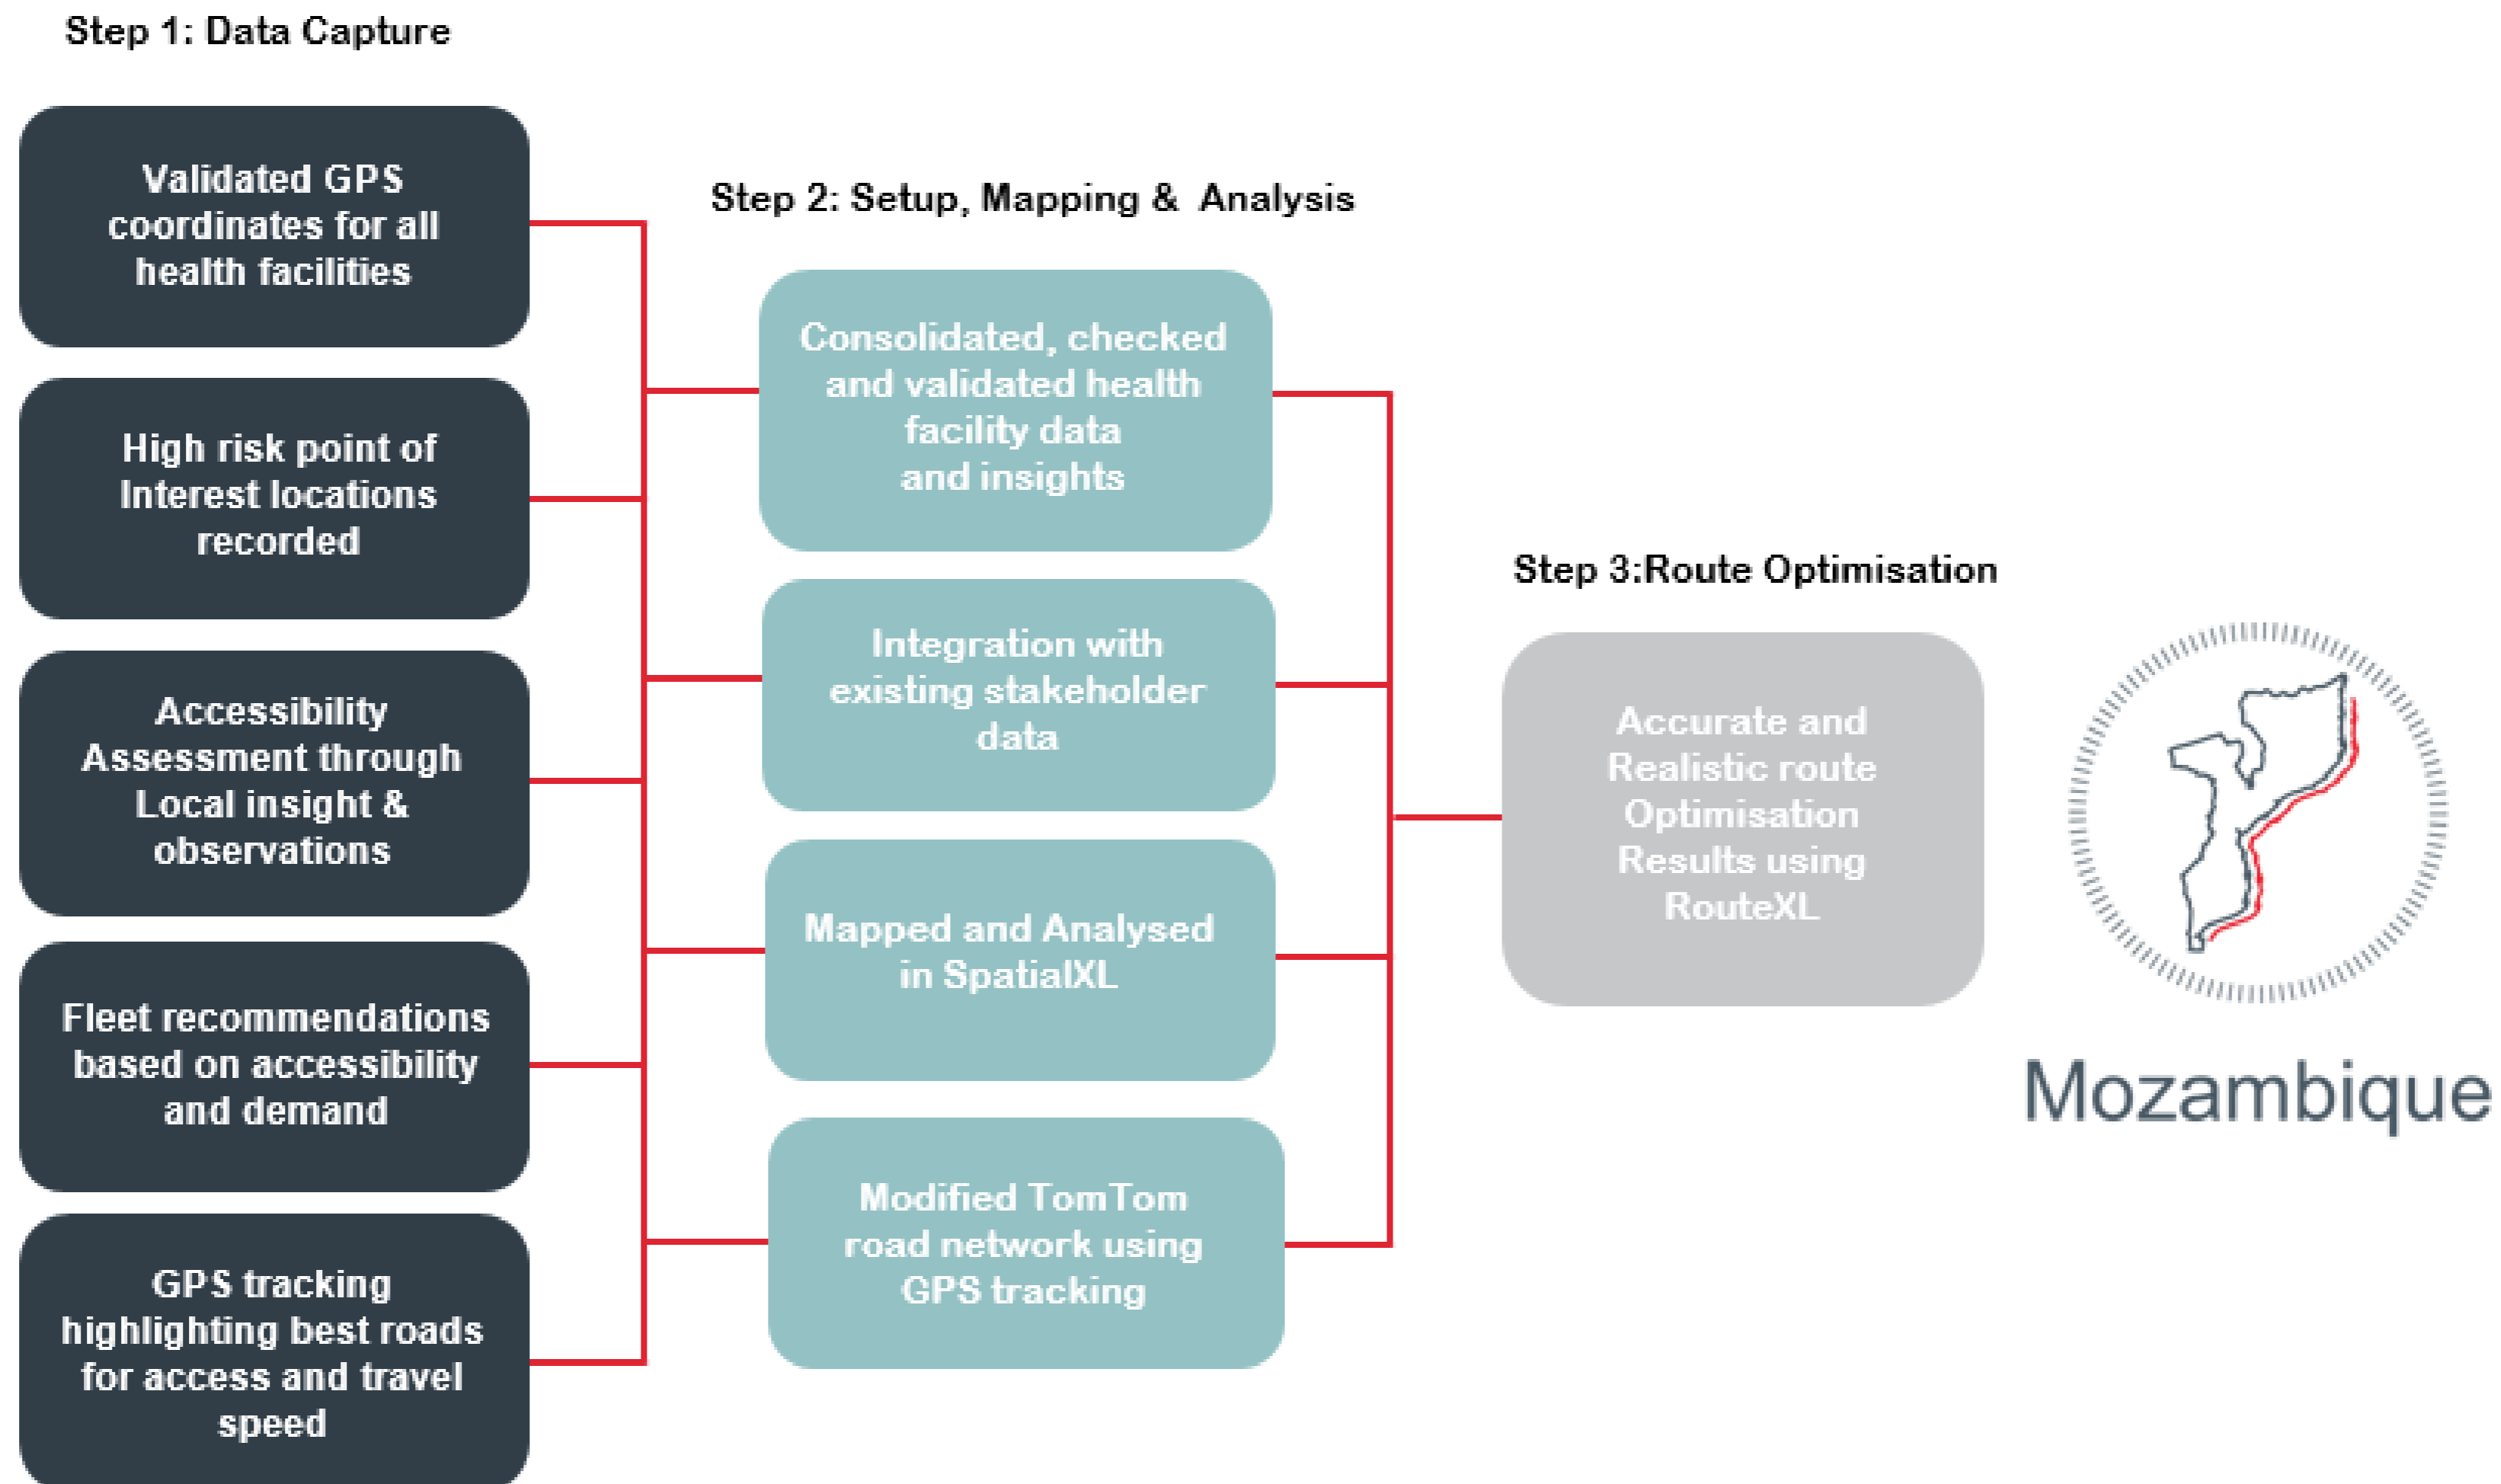 Step 1: Data Capture
Validated GPS
coordinates for all
health facilities
High risk point of
Interest locations
recorded
Accessibility
Assessment through
Local insight &
observations
Fleet recommendations
based on accessibility
and demand
GPS tracking
highlighting best roads
for access and travel
speed
Step 2: Setup, Mapping & Analysis
Consolidated, checked
and validated health
facility data
and insights
Integration with
existing stakeholder
data
Mapped and Analysed
in SpatialXL
Modified TomTom
road network using
GPS tracking
Step 3:Route Optimisation
Accurate and
Realistic route
Optimisation
Results using
RouteXL
Mozambique